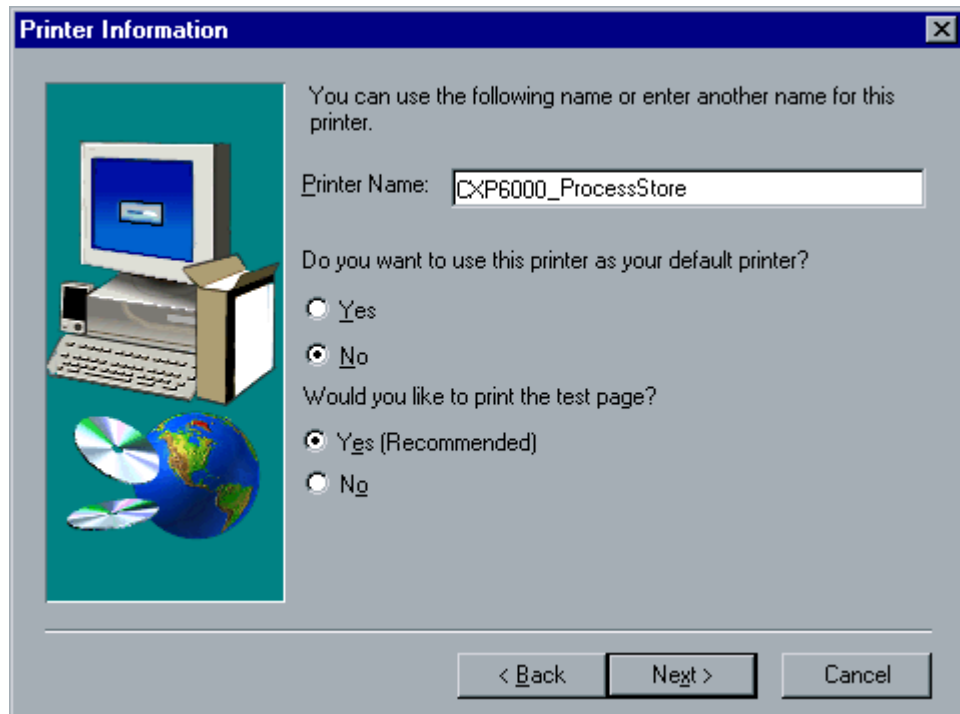 Printer Information
You can use the following name or enter another name for this
printer.
Printer Name: CXP6000_ProcessStore
Do you want to use this printer as your default printer?
Yes
No
Would you like to print the test page?
Yes (Recommended)
No
< Back Next > Cancel